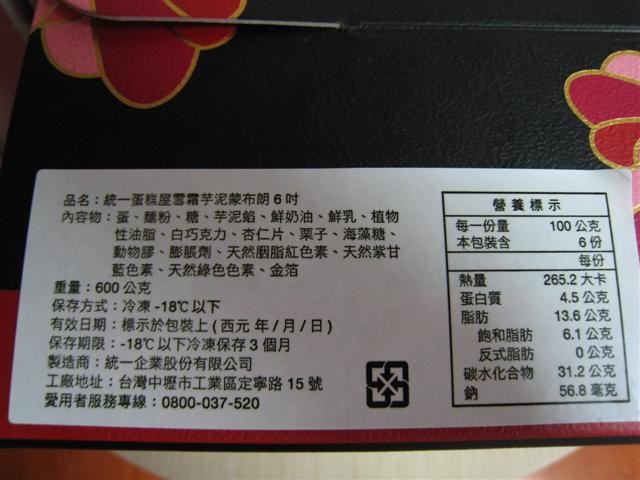 品名：統一蛋糕屋雪霜芋泥蒙布朗6吋
內容物：蛋、麵粉、糖、芋泥餡、鮮奶油、鮮乳、植物
性油脂、白巧克力、杏仁片、栗子、海藻糖、
動物膠、膨脹劑、天然胭脂紅色素、天然紫甘
藍色素、天然綠色色素、金箔
重量：600公克
保存方式：冷凍 -18℃以下
有效日期：標示於包裝上 ( 西元 年 / 月 / 日 )
保存期限：-18℃以下冷凍保存3個月
製造商：統一企業股份有限公司
工廠地址：台灣中壢市工業區定寧路15號
愛用者服務專線：0800-037-520
營養標示
每一份量 100公克
本包裝含 6份
每份
熱量 265.2大卡
蛋白質 4.5公克
脂肪 13.6公克
飽和脂肪 6.1公克
反式脂肪 0公克
碳水化合物 31.2公克
鈉 56.8毫克